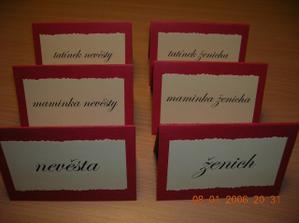 tatínek nevěsty
tatínek ženicha
maminka nevěsty
maminka ženicha
nevěsta
ženich
08 01 2006 20 31